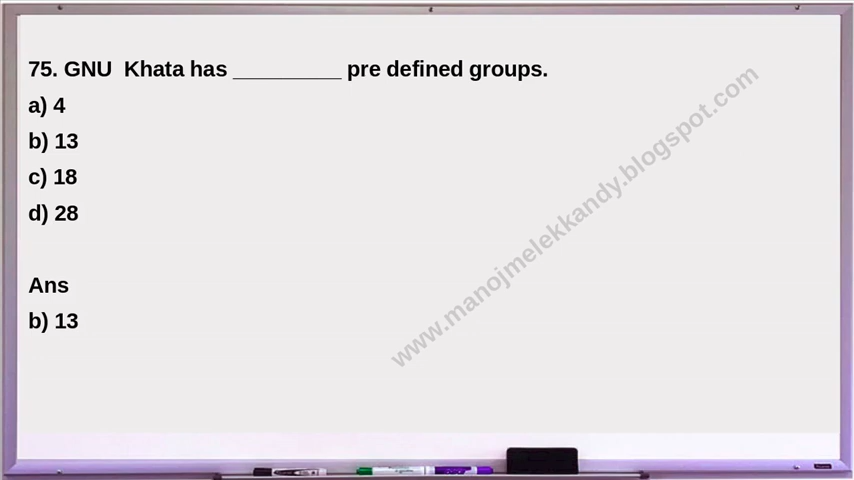 75. GNU  Khata has _________ pre defined groups.
a) 4
b) 13
c) 18
d) 28
Ans
b) 13
www.manojmelekkandy.blogspot.com